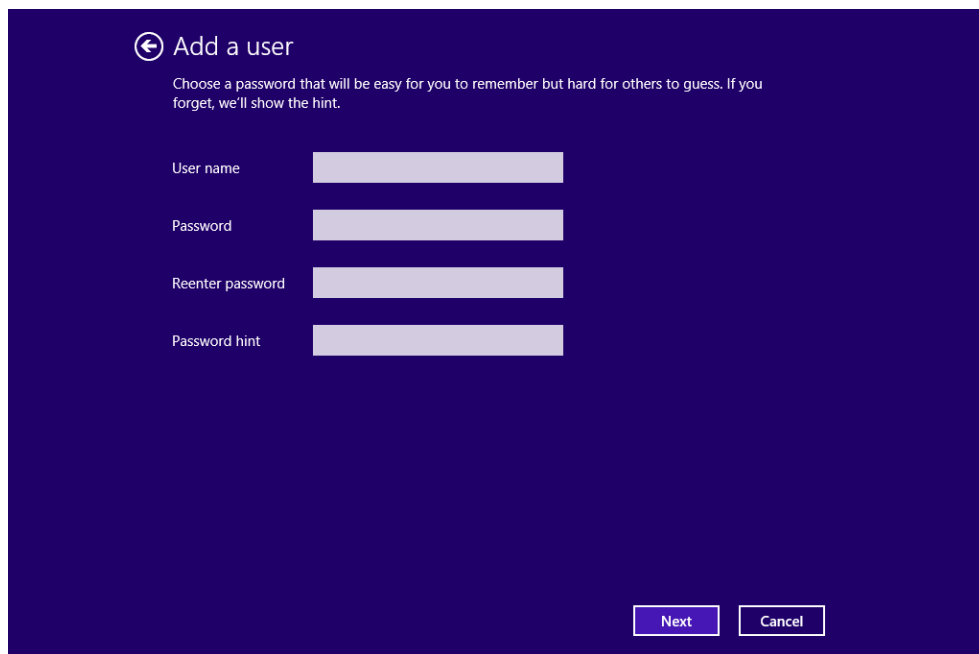 Add a user
Choose a password that will be easy for you to remember but hard for others to guess. If you
forget, we'll show the hint.
User name
Password
Reenter password
Password hint
Next
Cancel